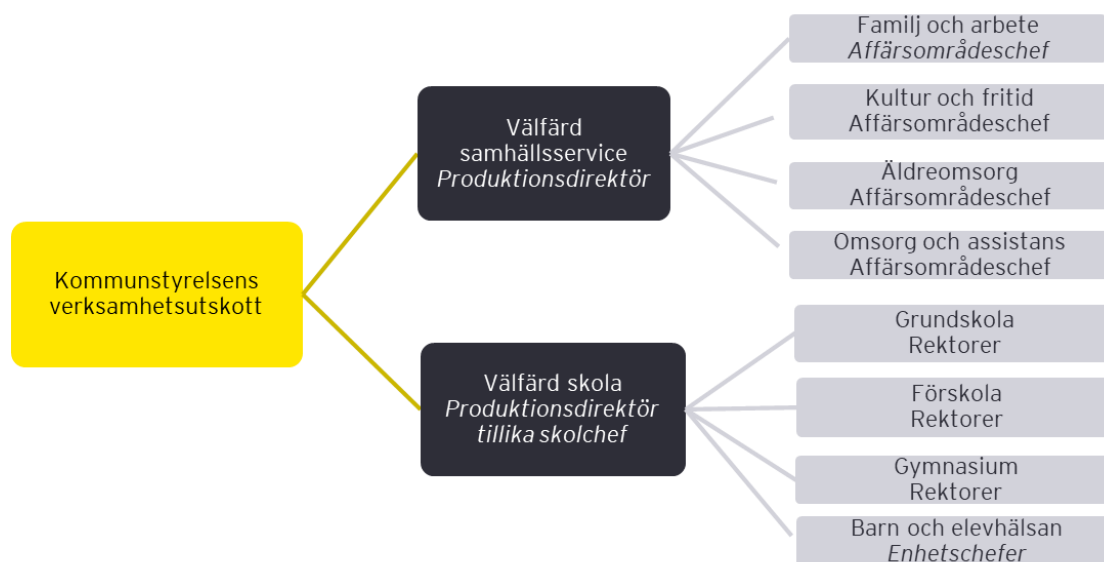 Kommunstyrelsens
verksamhetsutskott
Välfärd
samhällsservice
Produktionsdirektör
Familj och arbete
Affärsområdeschef
Kultur och fritid
Affärsområdeschef
Äldreomsorg
Affärsområdeschef
Omsorg och assistans
Affärsområdeschef
Välfärd skola
Produktionsdirektör
tillika skolchef
Grundskola
Rektorer
Förskola
Rektorer
Gymnasium
Rektorer
Barn och elevhälsan
Enhetschefer